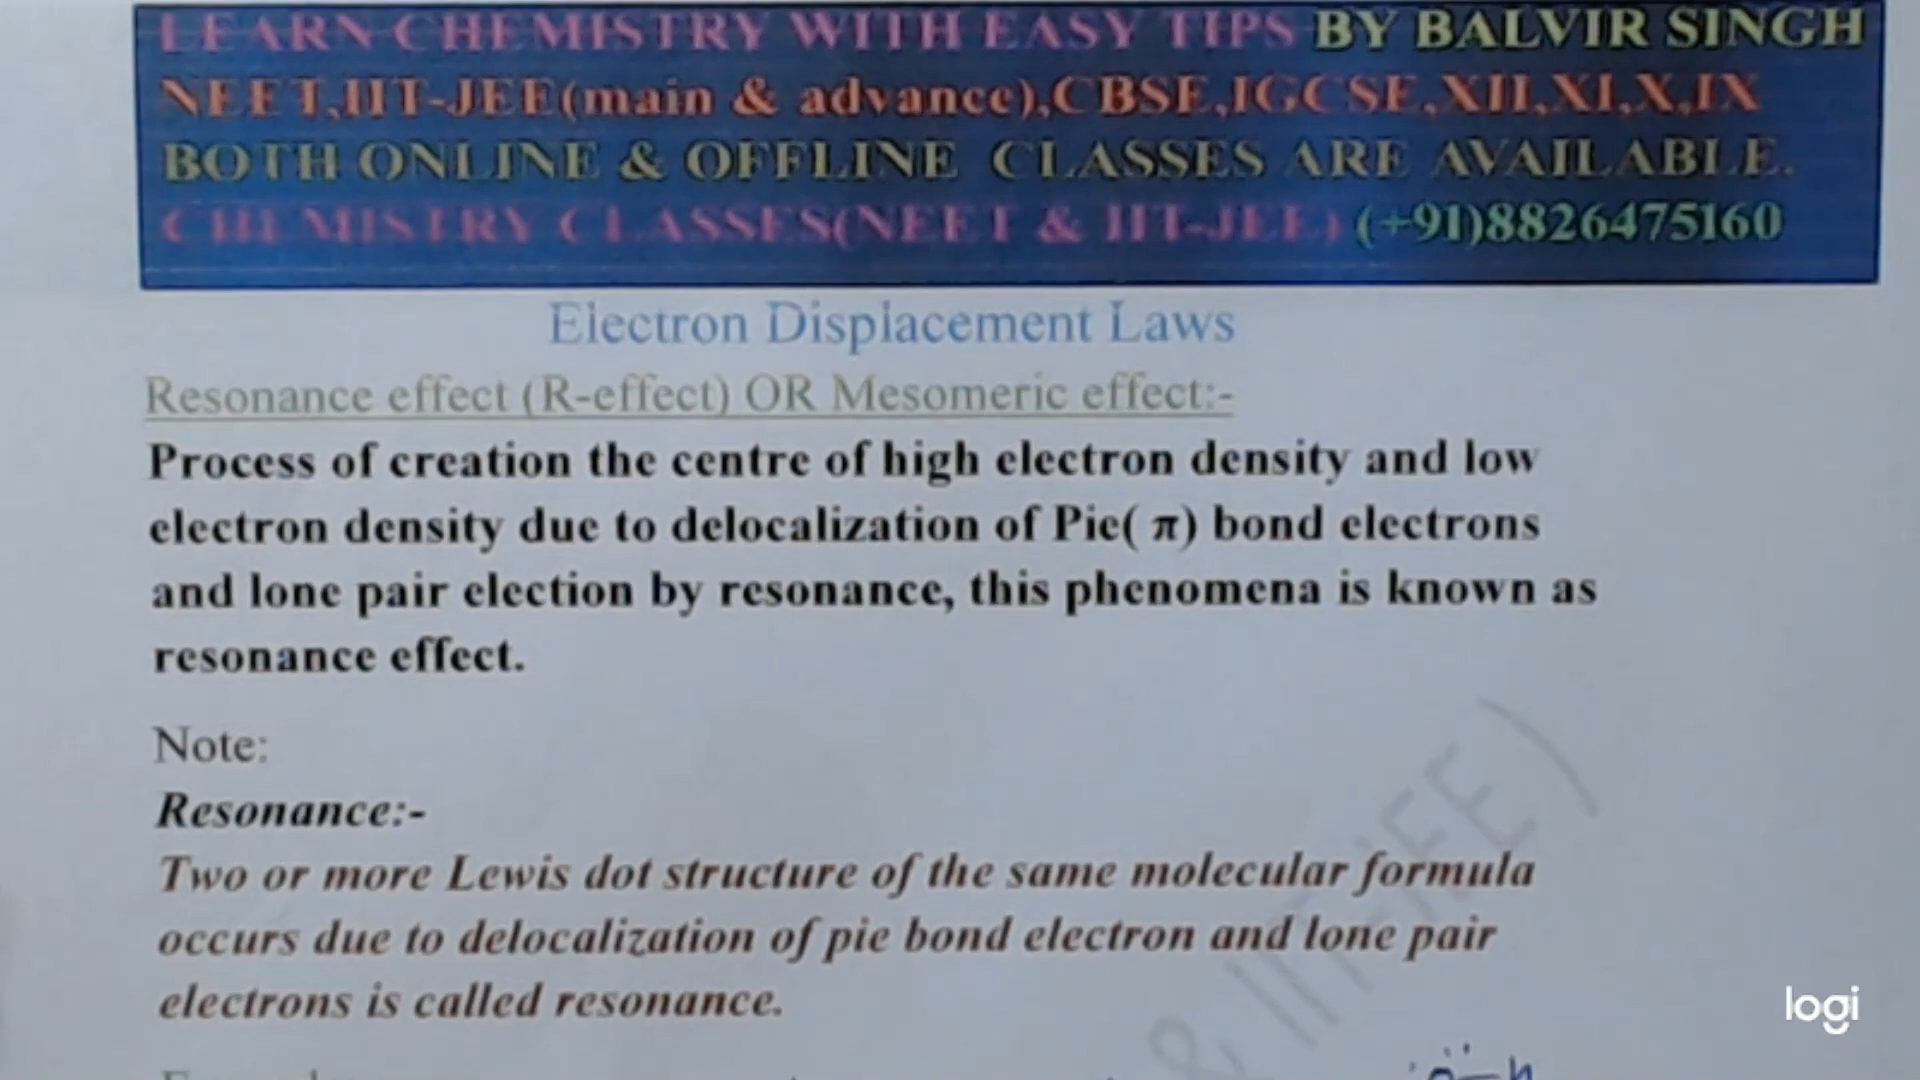 LEARN CHEMISTRY WITH EASY TIPS BY BALVIR SINGH
NEET,IIT-JEE(main & advance),CBSE,IGCSE,XII,XI,X,IX
BOTH ONLINE & OFFLINE CLASSES ARE AVAILABLE.
CHEMISTRY CLASSES(NEET & IIT-JEE) (+91)8826475160
Electron Displacement Laws
Resonance effect (R-effect) OR Mesomeric effect:-
Process of creation the centre of high electron density and low
electron density due to delocalization of Pie( π) bond electrons
and lone pair election by resonance, this phenomena is known as
resonance effect.
Note:
Resonance:-
Two or more Lewis dot structure of the same molecular formula
occurs due to delocalization of pie bond electron and lone pair
electrons is called resonance.
& IIT-JEE)
logi